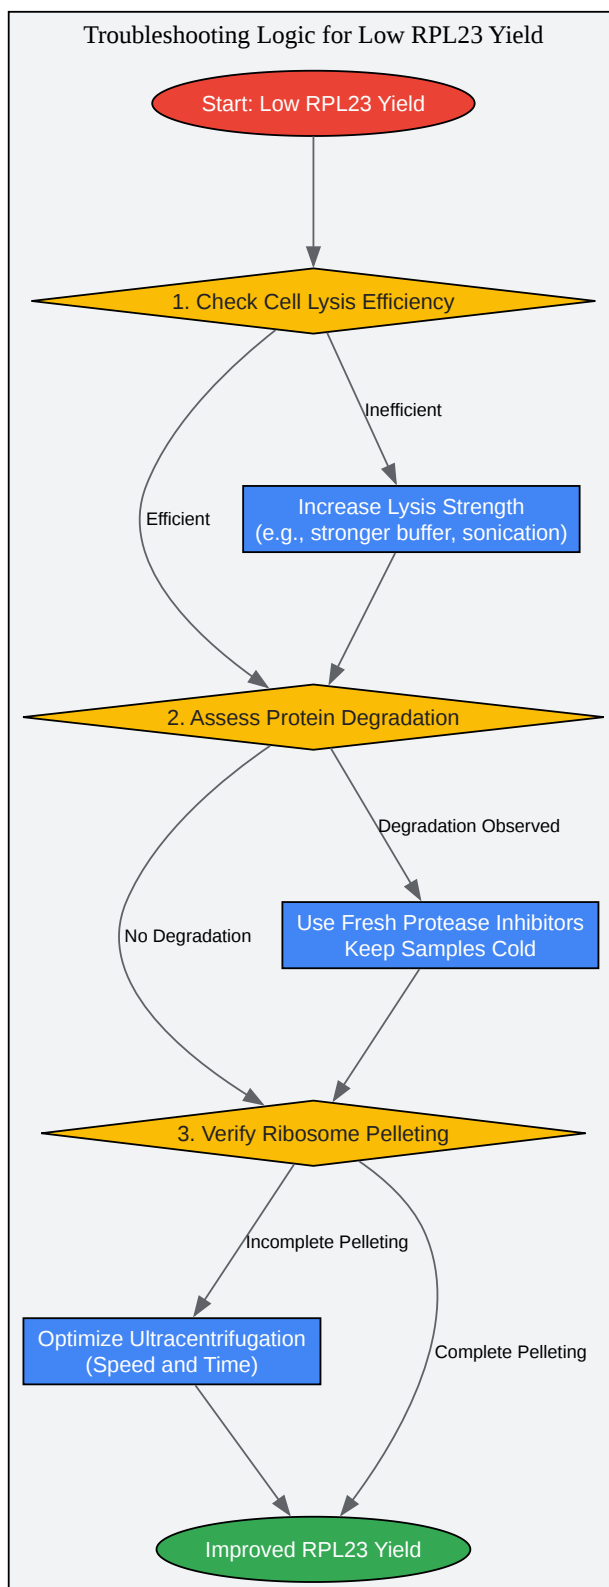 Troubleshooting Logic for Low RPL23 Yield
Start: Low RPL23 Yield
1. Check Cell Lysis Efficiency
Inefficient
Increase Lysis Strength
(e.g., stronger buffer, sonication)
Efficient
2. Assess Protein Degradation
Degradation Observed
Use Fresh Protease Inhibitors
Keep Samples Cold
No Degradation
3. Verify Ribosome Pelleting
Incomplete Pelleting
Optimize Ultracentrifugation
(Speed and Time)
Complete Pelleting
Improved RPL23 Yield